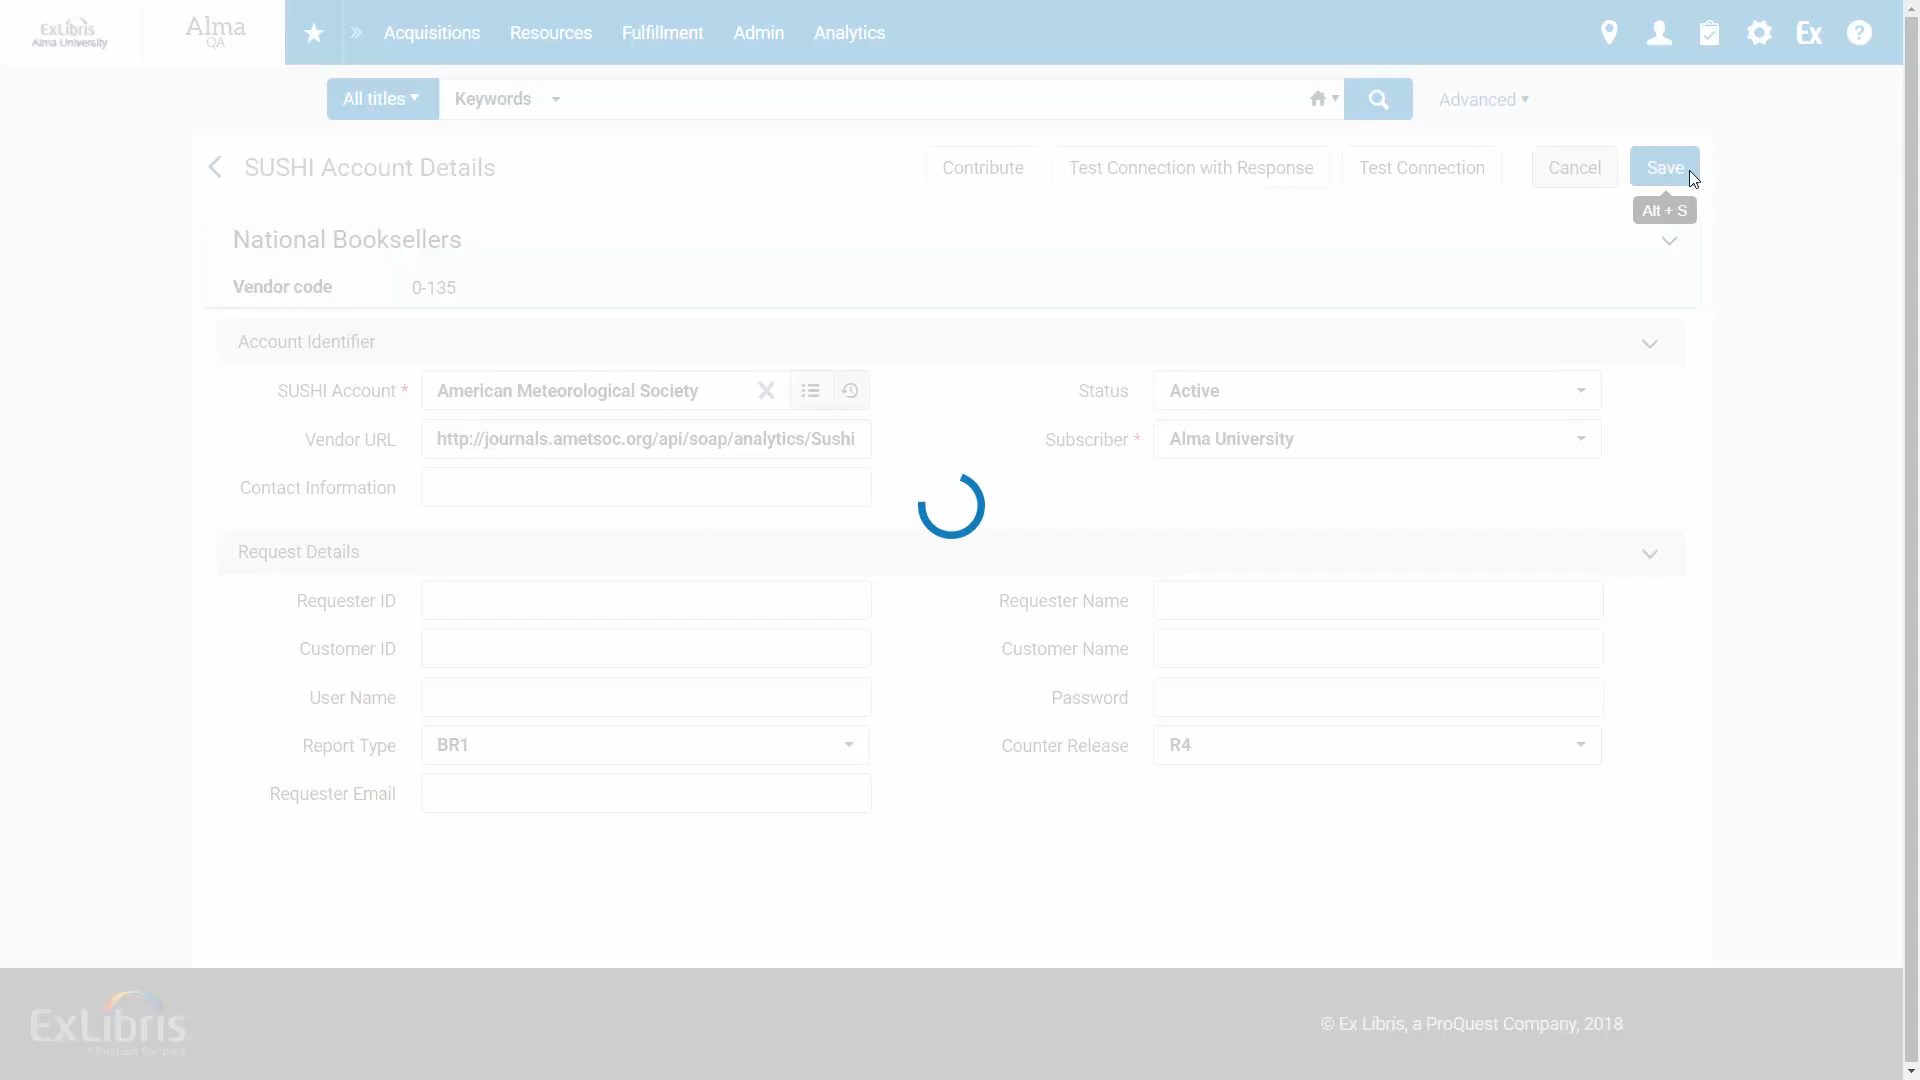 ExLibris
Alma University
Alma
QA
Acquisitions
Resources
Fulfillment
Admin
Analytics
Ex
?
All titles
Keywords
Advanced
SUSHI Account Details
Contribute
Test Connection with Response
Test Connection
Cancel
Save
Alt + S
National Booksellers
Vendor code 0-135
Account Identifier
SUSHI Account * American Meteorological Society
Status Active
Vendor URL http://journals.ametsoc.org/api/soap/analytics/Sushi
Subscriber * Alma University
Contact Information
Request Details
Requester ID
Requester Name
Customer ID
Customer Name
User Name
Password
Report Type BR1
Counter Release R4
Requester Email
ExLibris
a ProQuest Company
© Ex Libris, a ProQuest Company, 2018